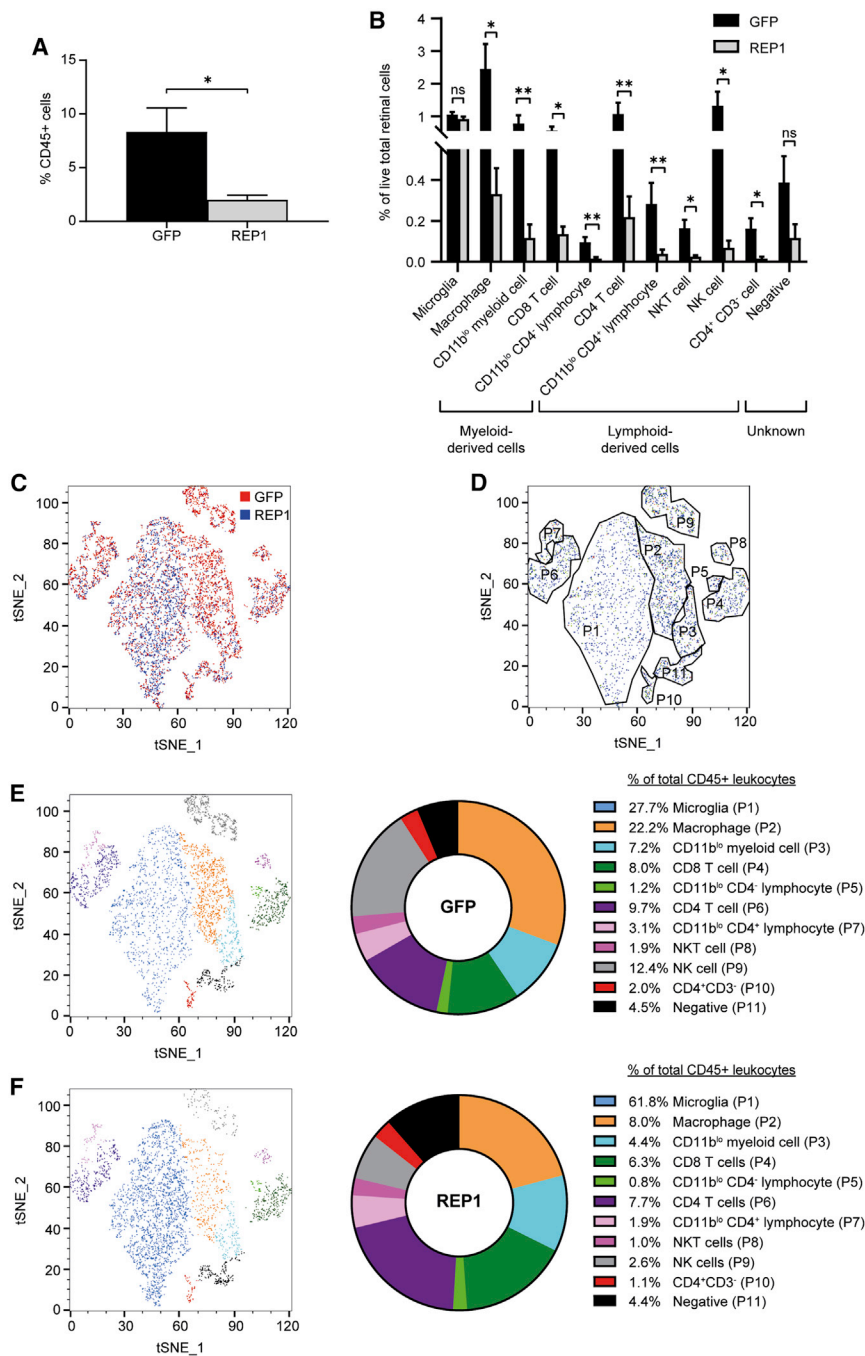 A
% CD45+ cells
15
10
5
0
*
GFP
REP1
B
% of live total retinal cells
4
3
2
1
0.4
0.2
0.0
GFP
REP1
ns
*
**
*
**
**
**
*
*
*
ns
Microglia
Macrophage
CD11b^lo myeloid cell
CD8 T cell
CD11b^lo CD4⁻ lymphocyte
CD4 T cell
CD11b^lo CD4⁺ lymphocyte
NKT cell
NK cell
CD4⁺ CD3⁻ cell
Negative
Myeloid-
derived cells
Lymphoid-
derived cells
Unknown
C
GFP
REP1
tSNE_2
100
80
60
40
20
0
0 30 60 90 120
tSNE_1
D
P1
P2
P3
P4
P5
P6
P7
P8
P9
P10
P11
tSNE_2
100
80
60
40
20
0
0 30 60 90 120
tSNE_1
E
tSNE_2
100
80
60
40
20
0
0 30 60 90 120
tSNE_1
GFP
% of total CD45+ leukocytes
27.7% Microglia (P1)
22.2% Macrophage (P2)
7.2% CD11b^lo myeloid cell (P3)
8.0% CD8 T cell (P4)
1.2% CD11b^lo CD4⁻ lymphocyte (P5)
9.7% CD4 T cell (P6)
3.1% CD11b^lo CD4⁺ lymphocyte (P7)
1.9% NKT cell (P8)
12.4% NK cell (P9)
2.0% CD4⁺CD3⁻ (P10)
4.5% Negative (P11)
F
tSNE_2
100
80
60
40
20
0
0 30 60 90 120
tSNE_1
REP1
% of total CD45+ leukocytes
61.8% Microglia (P1)
8.0% Macrophage (P2)
4.4% CD11b^lo myeloid cell (P3)
6.3% CD8 T cells (P4)
0.8% CD11b^lo CD4⁻ lymphocyte (P5)
7.7% CD4 T cells (P6)
1.9% CD11b^lo CD4⁺ lymphocyte (P7)
1.0% NKT cells (P8)
2.6% NK cells (P9)
1.1% CD4⁺CD3⁻ (P10)
4.4% Negative (P11)